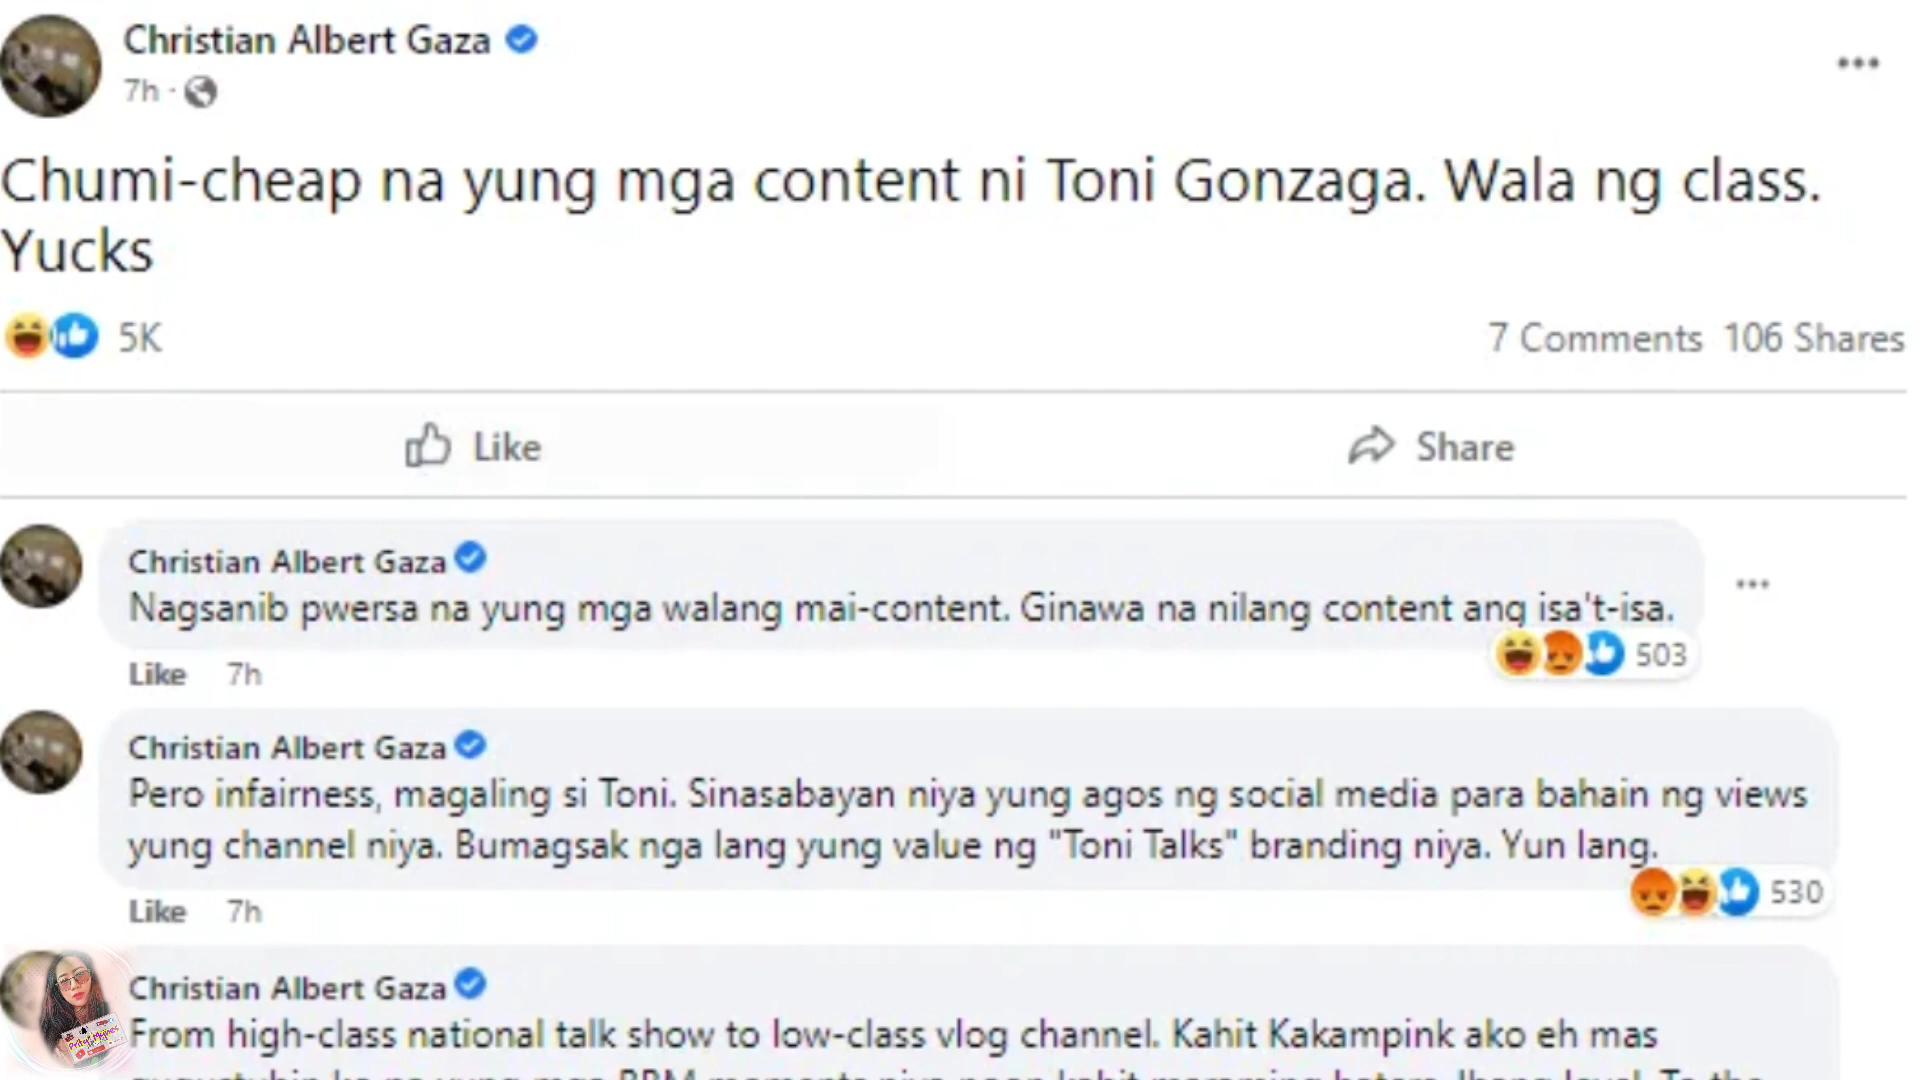 Christian Albert Gaza
7h ·
Chumi-cheap na yung mga content ni Toni Gonzaga. Wala ng class.
Yucks
5K
7 Comments 106 Shares
Like
Share
Christian Albert Gaza
Nagsanib pwersa na yung mga walang mai-content. Ginawa na nilang content ang isa't-isa.
503
Like 7h
Christian Albert Gaza
Pero infairness, magaling si Toni. Sinasabayan niya yung agos ng social media para bahain ng views
yung channel niya. Bumagsak nga lang yung value ng "Toni Talks" branding niya. Yun lang.
530
Like 7h
Christian Albert Gaza
From high-class national talk show to low-class vlog channel. Kahit Kakampink ako eh mas